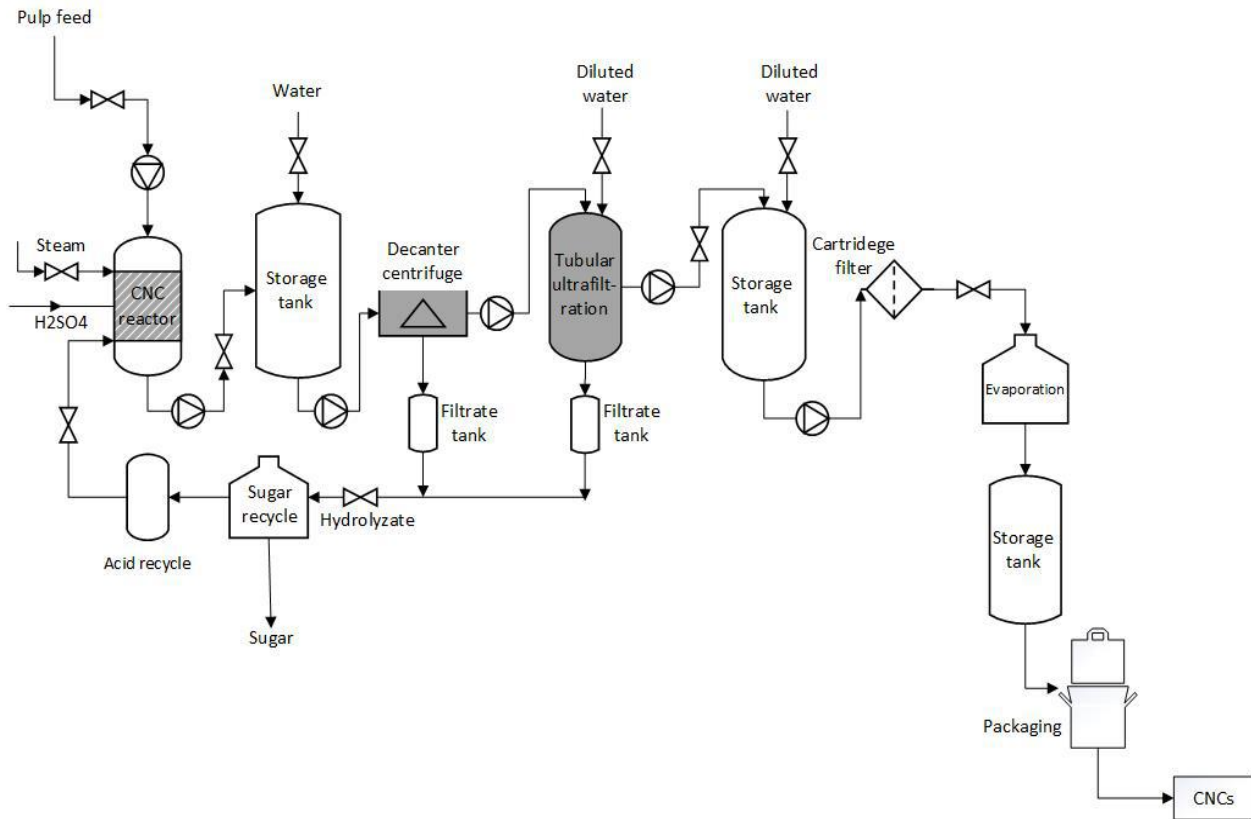 Pulp feed
Water
Diluted
water
Diluted
water
Steam
CNC
reactor
H2SO4
Storage
tank
Decanter
centrifuge
Tubular
ultrafilt-
ration
Storage
tank
Cartridege
filter
Evaporation
Filtrate
tank
Filtrate
tank
Sugar
recycle
Hydrolyzate
Acid recycle
Sugar
Storage
tank
Packaging
CNCs